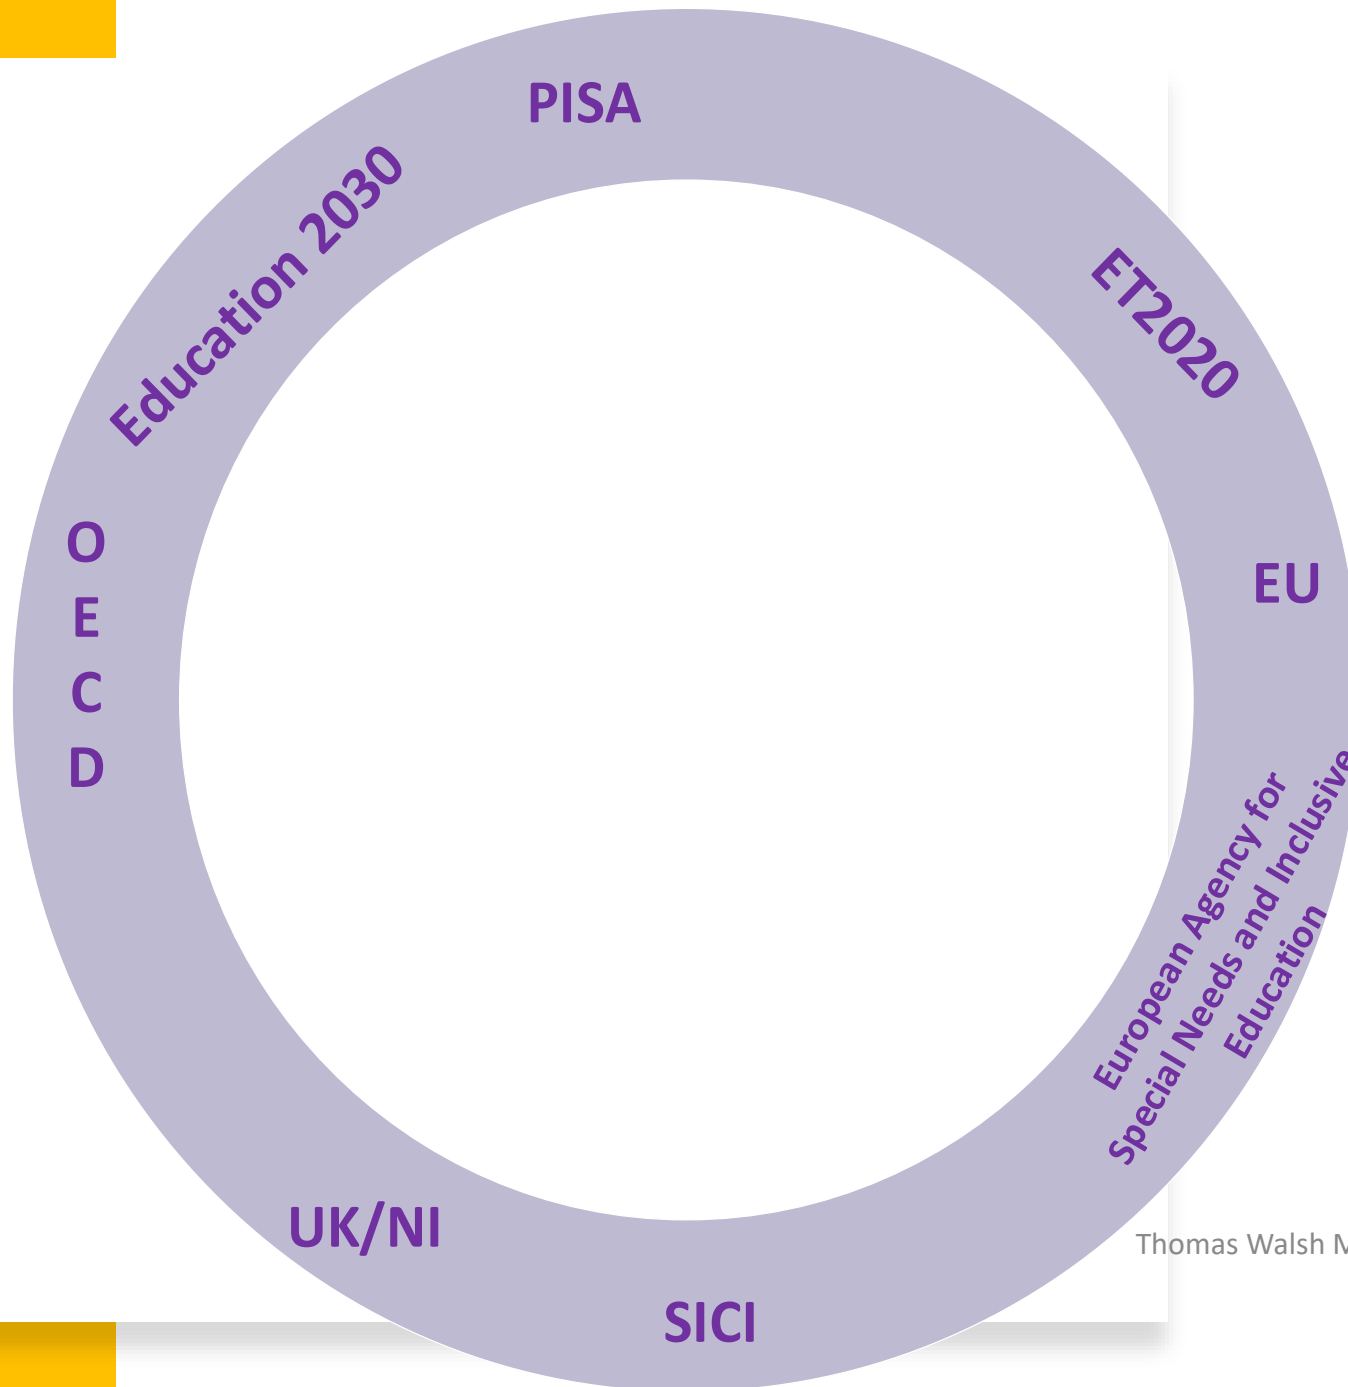 PISA
Education 2030
ET2020
O
E
C
D
EU
European Agency for
Special Needs and Inclusive
Education
UK/NI
SICI
Thomas Walsh M